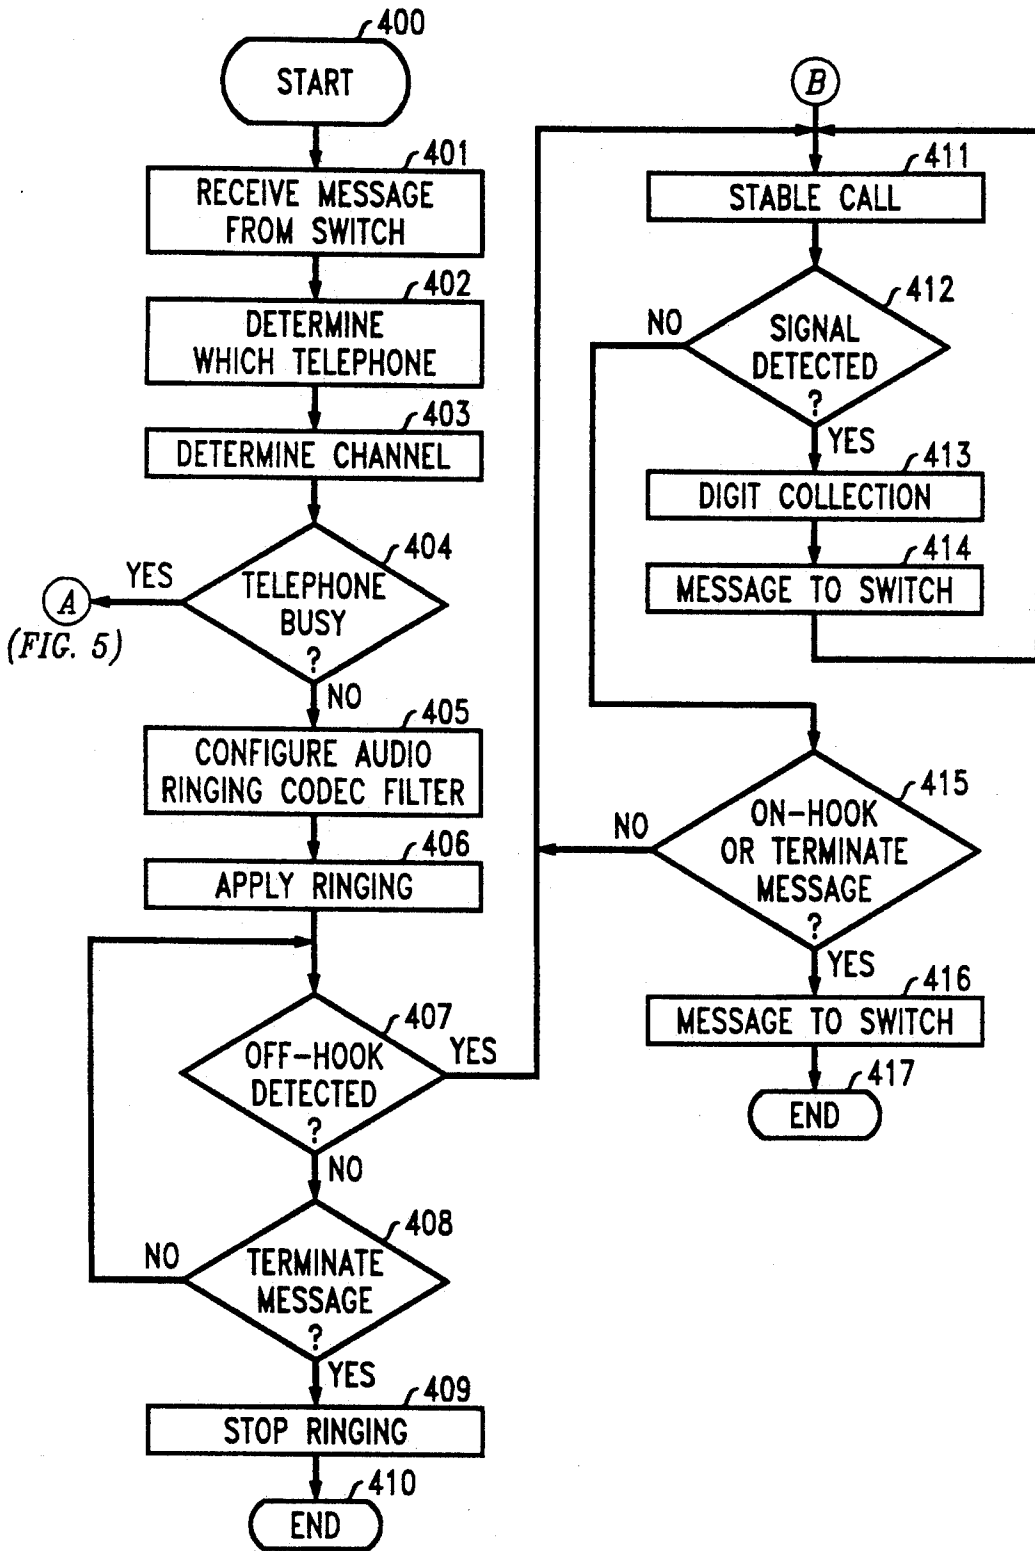 400
START
401
RECEIVE MESSAGE
FROM SWITCH
402
DETERMINE
WHICH TELEPHONE
403
DETERMINE CHANNEL
404
TELEPHONE
BUSY
?
YES
A
(FIG. 5)
NO
405
CONFIGURE AUDIO
RINGING CODEC FILTER
406
APPLY RINGING
407
OFF-HOOK
DETECTED
?
YES
NO
408
TERMINATE
MESSAGE
?
NO
YES
409
STOP RINGING
410
END
B
411
STABLE CALL
412
SIGNAL
DETECTED
?
NO
YES
413
DIGIT COLLECTION
414
MESSAGE TO SWITCH
415
ON-HOOK
OR TERMINATE
MESSAGE
?
NO
YES
416
MESSAGE TO SWITCH
417
END